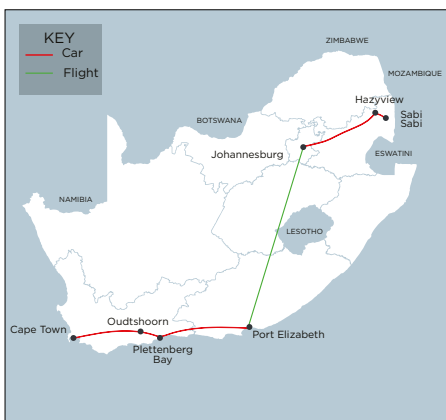 KEY
Car
Flight
ZIMBABWE
MOZAMBIQUE
Hazyview
BOTSWANA
Sabi
Sabi
Johannesburg
ESWATINI
NAMIBIA
LESOTHO
Oudtshoorn
Cape Town
Port Elizabeth
Plettenberg
Bay